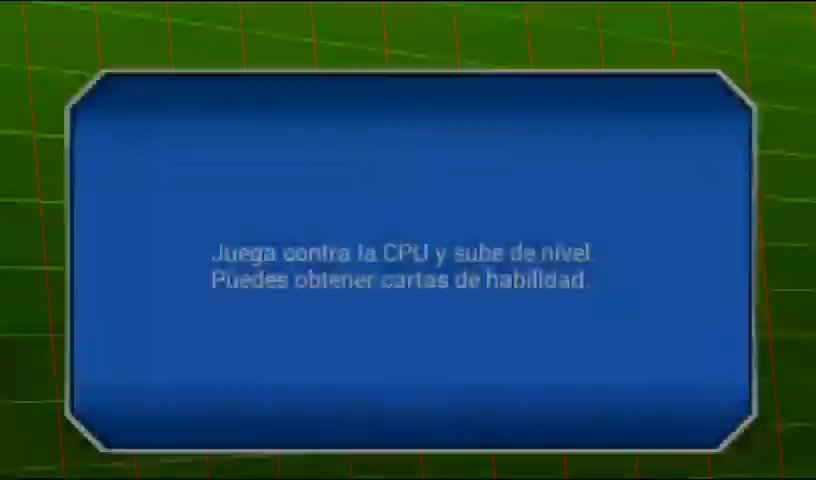 Juega contra la CPU y sube de nivel.
Puedes obtener cartas de habilidad.